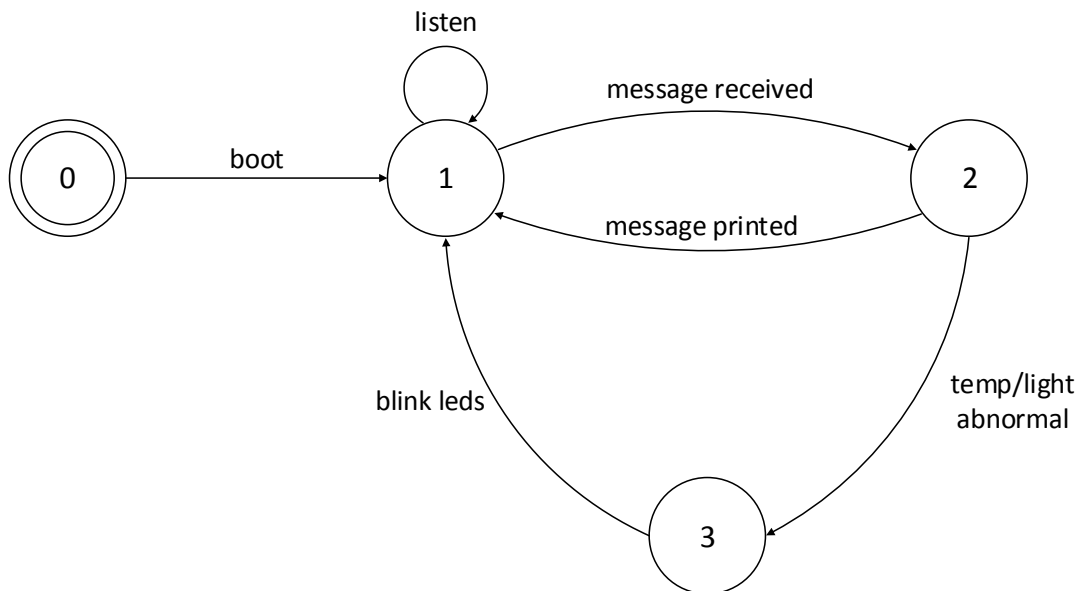 listen
message received
0
boot
1
2
message printed
blink leds
temp/light
abnormal
3